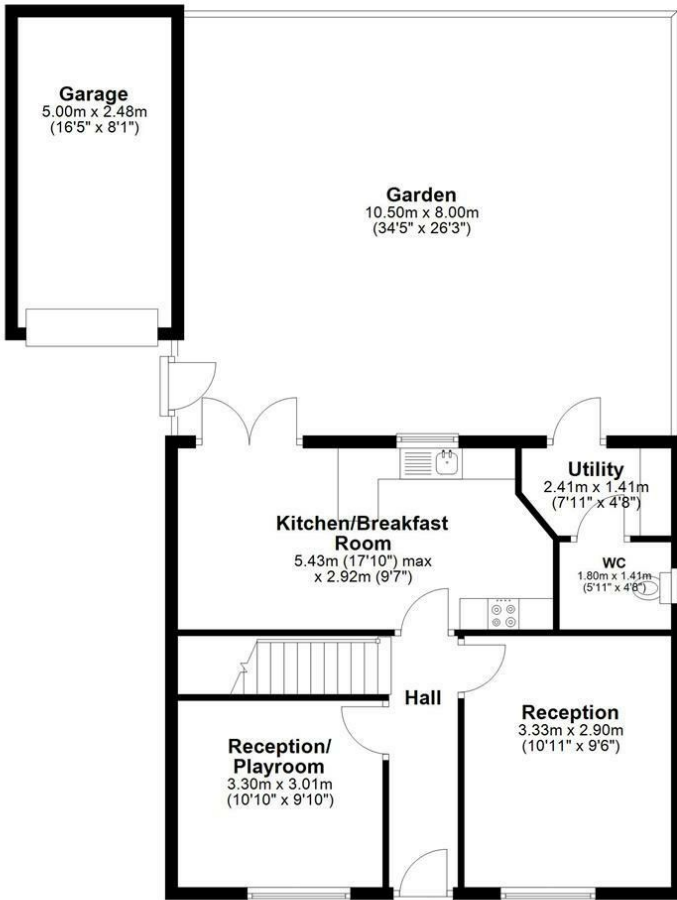 Garage
5.00m x 2.48m
(16'5" x 8'1")
Garden
10.50m x 8.00m
(34'5" x 26'3")
Utility
2.41m x 1.41m
(7'11" x 4'8")
Kitchen/Breakfast
Room
5.43m (17'10") max
x 2.92m (9'7")
WC
1.80m x 1.41m
(5'11" x 4'8")
Hall
Reception
3.33m x 2.90m
(10'11" x 9'6")
Reception/
Playroom
3.30m x 3.01m
(10'10" x 9'10")